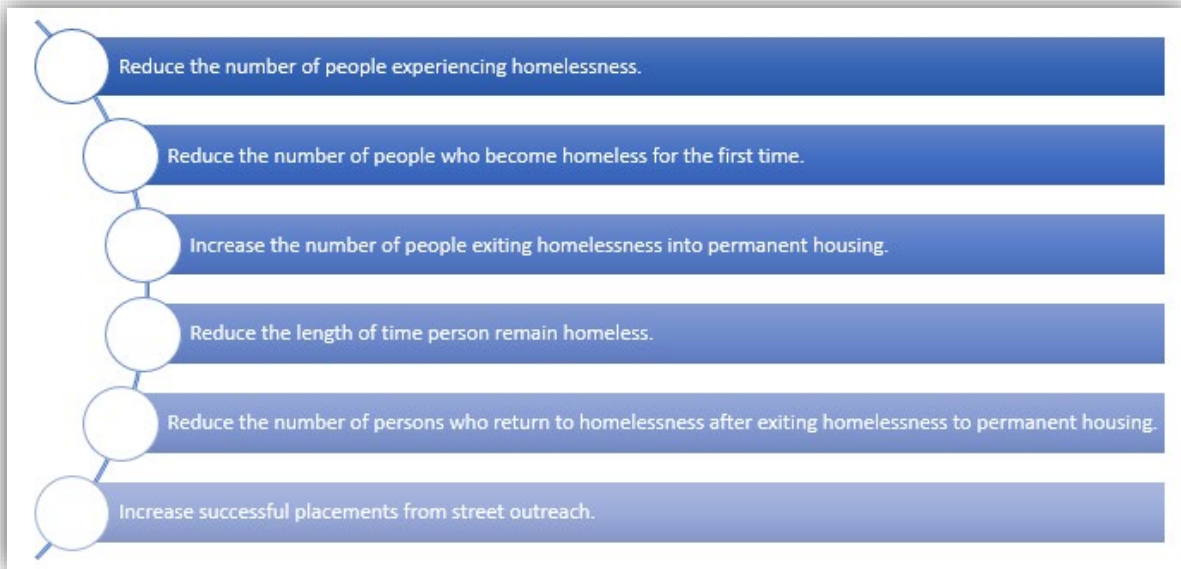 Reduce the number of people experiencing homelessness.
Reduce the number of people who become homeless for the first time.
Increase the number of people exiting homelessness into permanent housing.
Reduce the length of time person remain homeless.
Reduce the number of persons who return to homelessness after exiting homelessness to permanent housing.
Increase successful placements from street outreach.